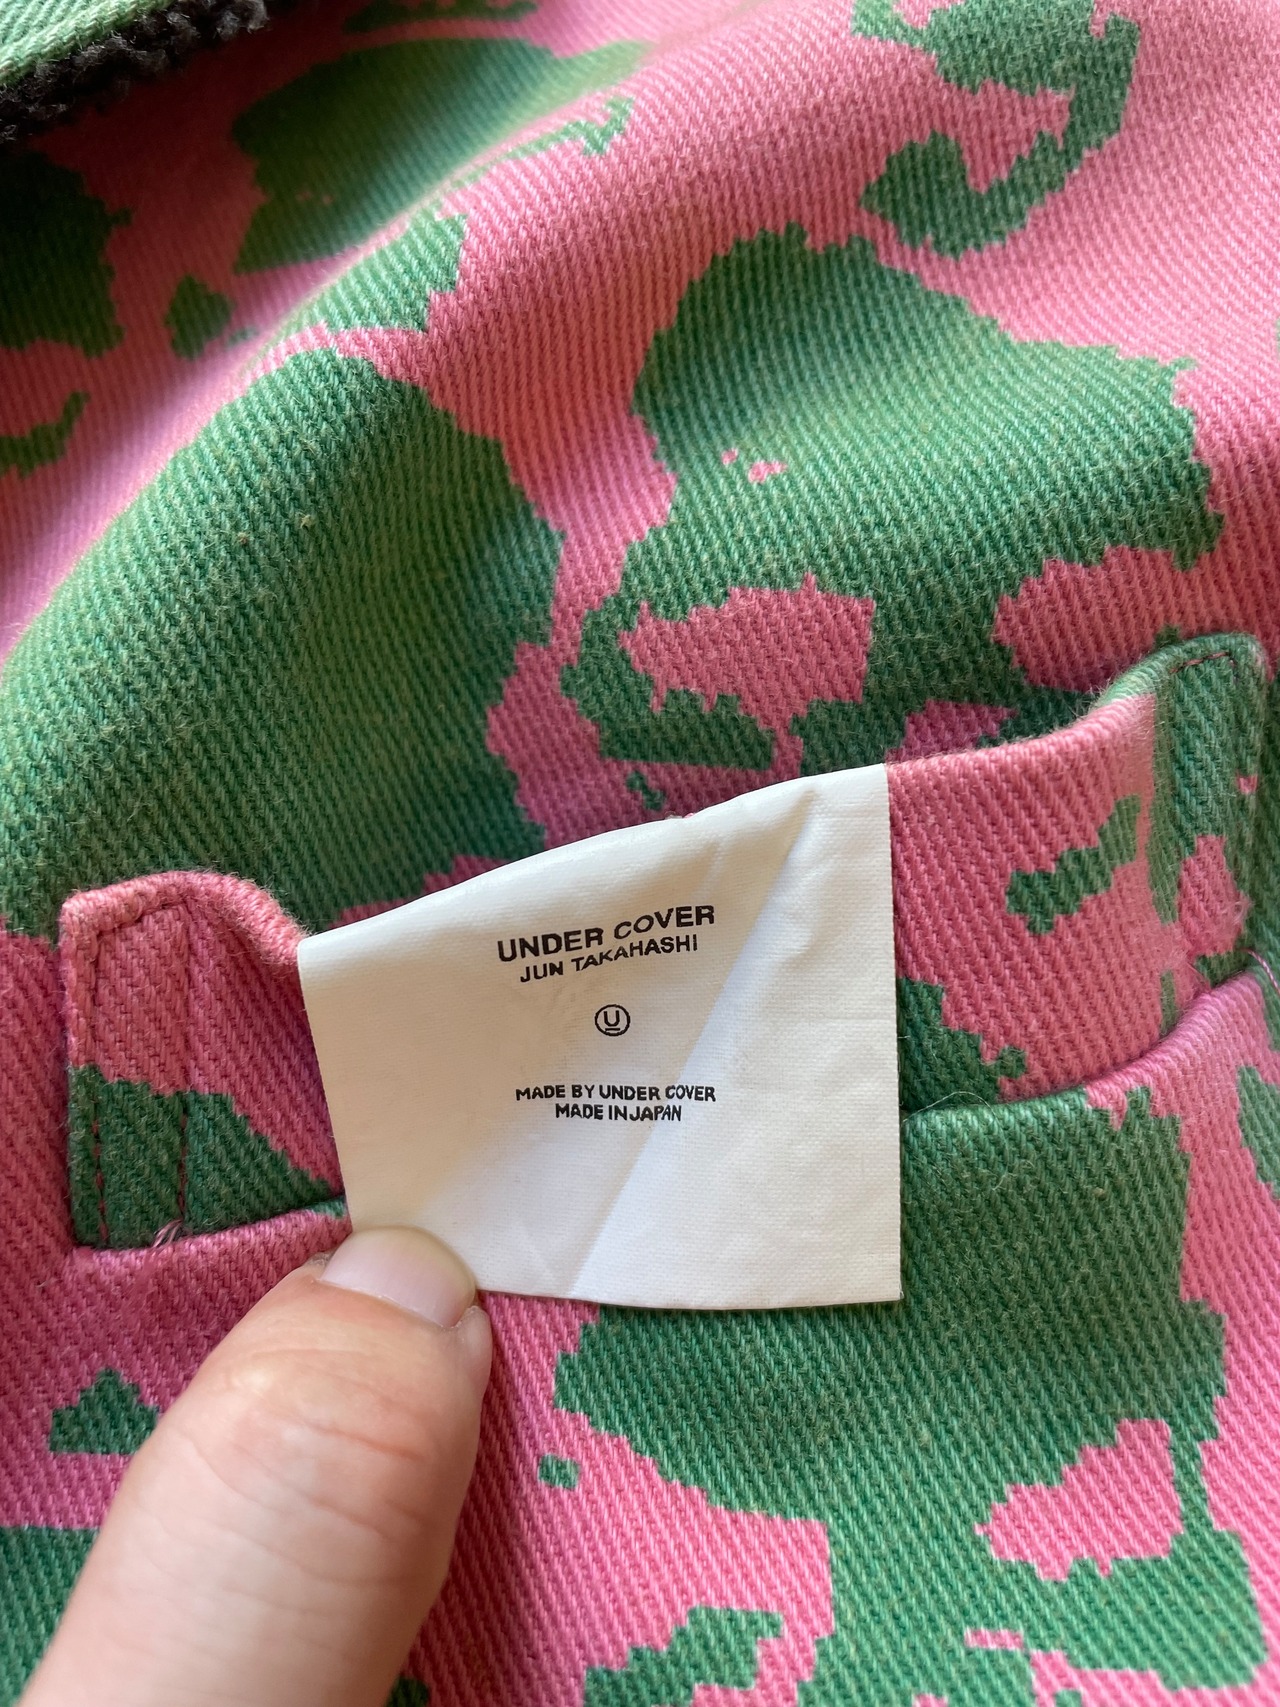 UNDER COVER
JUN TAKAHASHI
U
MADE BY UNDER COVER
MADE IN JAPAN